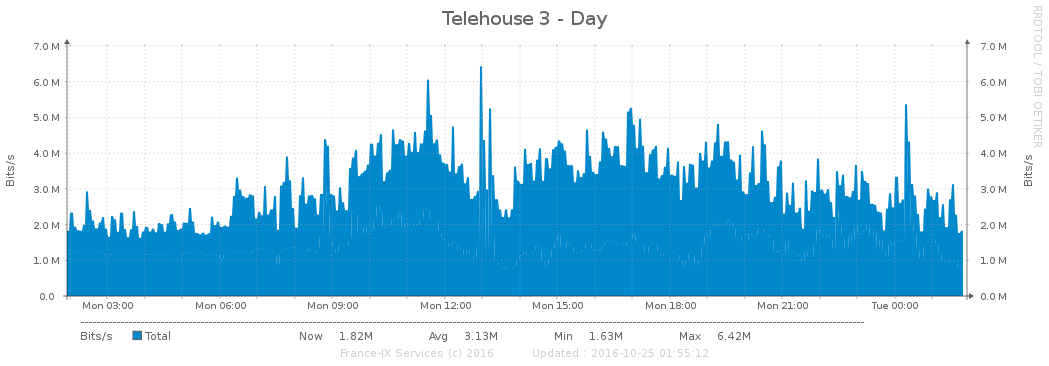 Telehouse 3 - Day
RRDTOOL / TOBI OETIKER
Bits/s
7.0 M
6.0 M
5.0 M
4.0 M
3.0 M
2.0 M
1.0 M
0.0
7.0 M
6.0 M
5.0 M
4.0 M
3.0 M
2.0 M
1.0 M
0.0 M
Bits/s
Mon 03:00 Mon 06:00 Mon 09:00 Mon 12:00 Mon 15:00 Mon 18:00 Mon 21:00 Tue 00:00
Bits/s Total Now 1.82M Avg 3.13M Min 1.63M Max 6.42M
France-IX Services (c) 2016 Updated : 2016-10-25 01:55:12